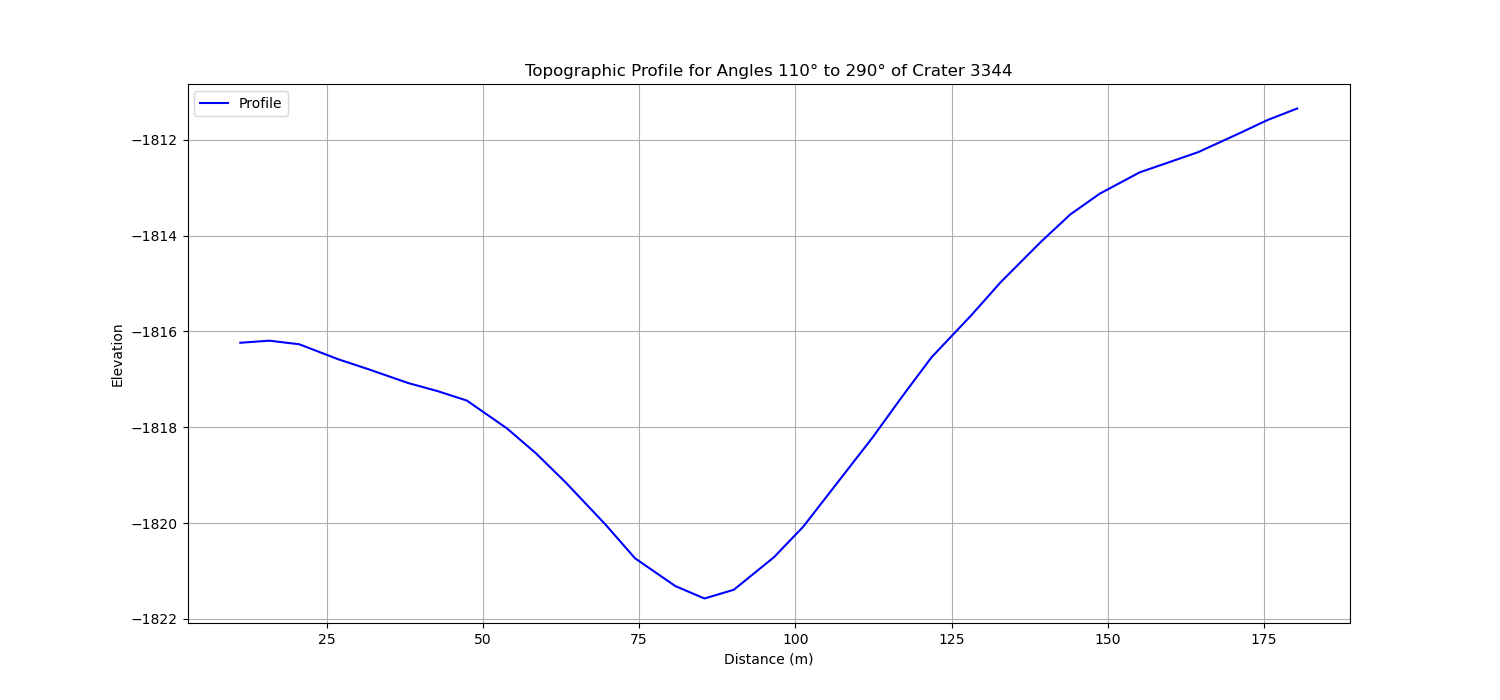 Topographic Profile for Angles 110° to 290° of Crater 3344
Profile
−1812
−1814
−1816
−1818
−1820
−1822
Elevation
25 50 75 100 125 150 175
Distance (m)